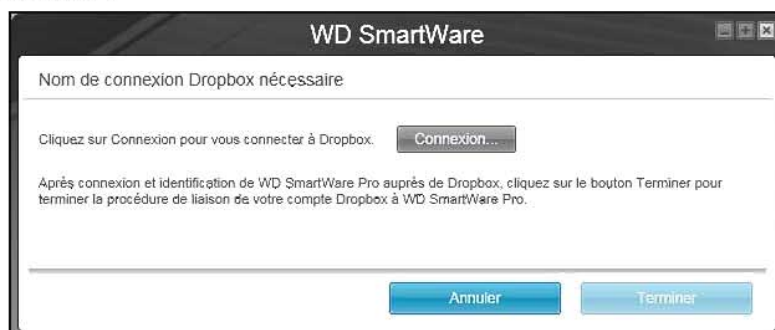 WD SmartWare
Nom de connexion Dropbox nécessaire
Cliquez sur Connexion pour vous connecter à Dropbox.
Connexion...
Après connexion et identification de WD SmartWare Pro auprès de Dropbox, cliquez sur le bouton Terminer pour
terminer la procédure de liaison de votre compte Dropbox à WD SmartWare Pro.
Annuler
Terminer